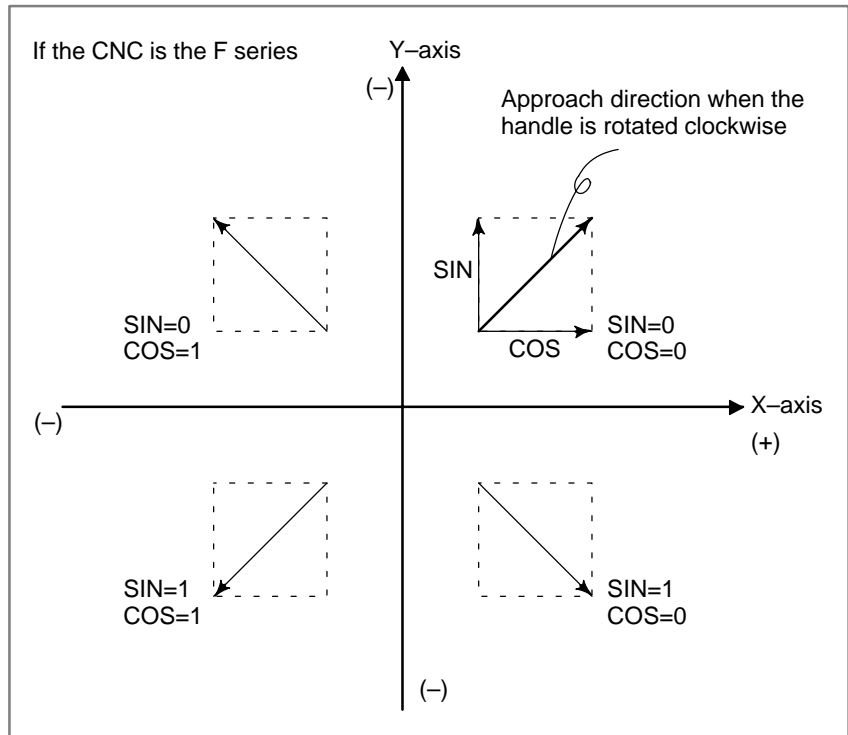 If the CNC is the F series
Y–axis
(–)
Approach direction when the
handle is rotated clockwise
SIN
COS
SIN=0
COS=1
SIN=0
COS=0
X–axis
(–)
(+)
SIN=1
COS=1
SIN=1
COS=0
(–)